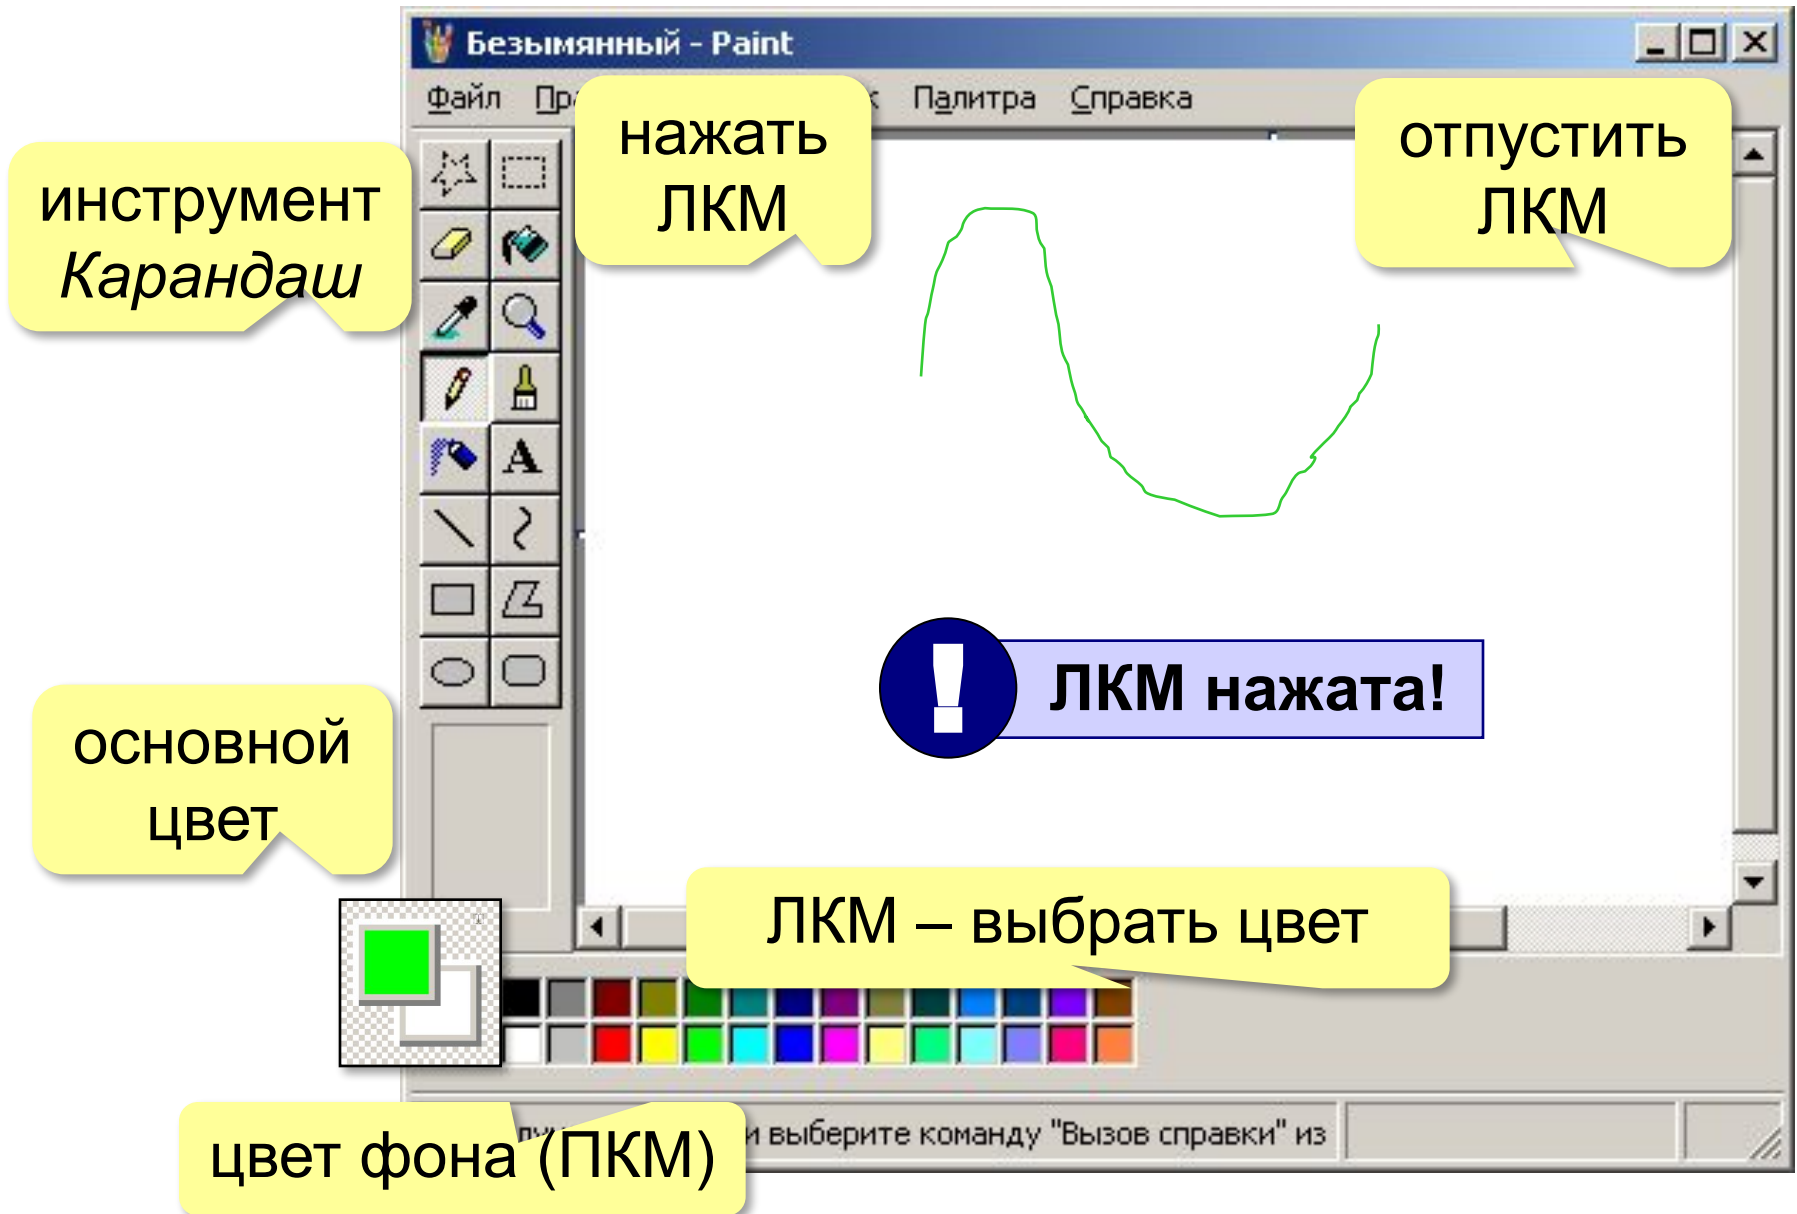 Безымянный - Paint
Файл
Палитра Справка
нажать
ЛКМ
отпустить
ЛКМ
инструмент
Карандаш
A
! ЛКМ нажата!
основной
цвет
ЛКМ – выбрать цвет
и выберите команду "Вызов справки" из
цвет фона (ПКМ)